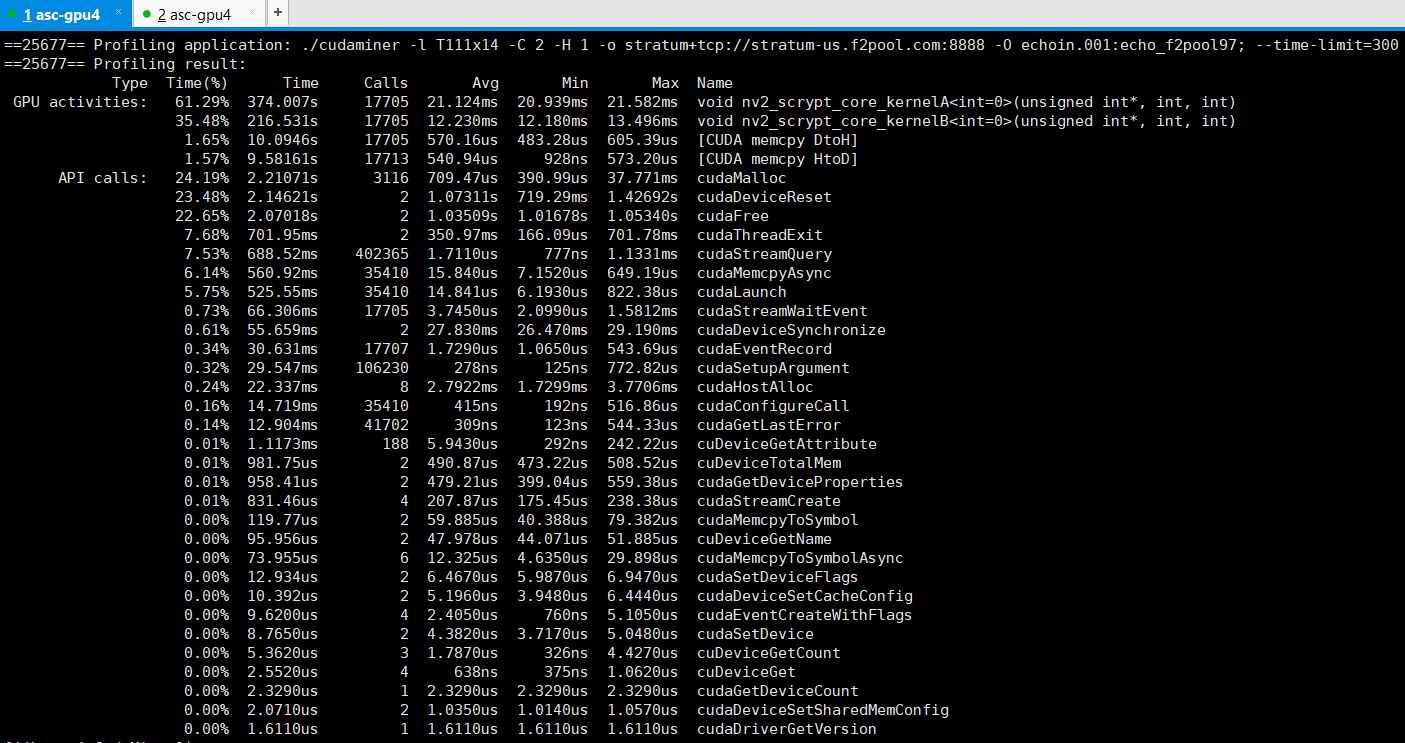 1 asc-gpu4 × 2 asc-gpu4 × +
==25677== Profiling application: ./cudaminer -l T111x14 -C 2 -H 1 -o stratum+tcp://stratum-us.f2pool.com:8888 -O echoin.001:echo_f2pool97; --time-limit=300
==25677== Profiling result:
Type Time(%) Time Calls Avg Min Max Name
GPU activities: 61.29% 374.007s 17705 21.124ms 20.939ms 21.582ms void nv2_scrypt_core_kernelA<int=0>(unsigned int*, int, int)
35.48% 216.531s 17705 12.230ms 12.180ms 13.496ms void nv2_scrypt_core_kernelB<int=0>(unsigned int*, int, int)
1.65% 10.0946s 17705 570.16us 483.28us 605.39us [CUDA memcpy DtoH]
1.57% 9.58161s 17713 540.94us 928ns 573.20us [CUDA memcpy HtoD]
API calls: 24.19% 2.21071s 3116 709.47us 390.99us 37.771ms cudaMalloc
23.48% 2.14621s 2 1.07311s 719.29ms 1.42692s cudaDeviceReset
22.65% 2.07018s 2 1.03509s 1.01678s 1.05340s cudaFree
7.68% 701.95ms 2 350.97ms 166.09us 701.78ms cudaThreadExit
7.53% 688.52ms 402365 1.7110us 777ns 1.1331ms cudaStreamQuery
6.14% 560.92ms 35410 15.840us 7.1520us 649.19us cudaMemcpyAsync
5.75% 525.55ms 35410 14.841us 6.1930us 822.38us cudaLaunch
0.73% 66.306ms 17705 3.7450us 2.0990us 1.5812ms cudaStreamWaitEvent
0.61% 55.659ms 2 27.830ms 26.470ms 29.190ms cudaDeviceSynchronize
0.34% 30.631ms 17707 1.7290us 1.0650us 543.69us cudaEventRecord
0.32% 29.547ms 106230 278ns 125ns 772.82us cudaSetupArgument
0.24% 22.337ms 8 2.7922ms 1.7299ms 3.7706ms cudaHostAlloc
0.16% 14.719ms 35410 415ns 192ns 516.86us cudaConfigureCall
0.14% 12.904ms 41702 309ns 123ns 544.33us cudaGetLastError
0.01% 1.1173ms 188 5.9430us 292ns 242.22us cuDeviceGetAttribute
0.01% 981.75us 2 490.87us 473.22us 508.52us cuDeviceTotalMem
0.01% 958.41us 2 479.21us 399.04us 559.38us cudaGetDeviceProperties
0.01% 831.46us 4 207.87us 175.45us 238.38us cudaStreamCreate
0.00% 119.77us 2 59.885us 40.388us 79.382us cudaMemcpyToSymbol
0.00% 95.956us 2 47.978us 44.071us 51.885us cuDeviceGetName
0.00% 73.955us 6 12.325us 4.6350us 29.898us cudaMemcpyToSymbolAsync
0.00% 12.934us 2 6.4670us 5.9870us 6.9470us cudaSetDeviceFlags
0.00% 10.392us 2 5.1960us 3.9480us 6.4440us cudaDeviceSetCacheConfig
0.00% 9.6200us 4 2.4050us 760ns 5.1050us cudaEventCreateWithFlags
0.00% 8.7650us 2 4.3820us 3.7170us 5.0480us cudaSetDevice
0.00% 5.3620us 3 1.7870us 326ns 4.4270us cuDeviceGetCount
0.00% 2.5520us 4 638ns 375ns 1.0620us cuDeviceGet
0.00% 2.3290us 1 2.3290us 2.3290us 2.3290us cudaGetDeviceCount
0.00% 2.0710us 2 1.0350us 1.0140us 1.0570us cudaDeviceSetSharedMemConfig
0.00% 1.6110us 1 1.6110us 1.6110us 1.6110us cudaDriverGetVersion